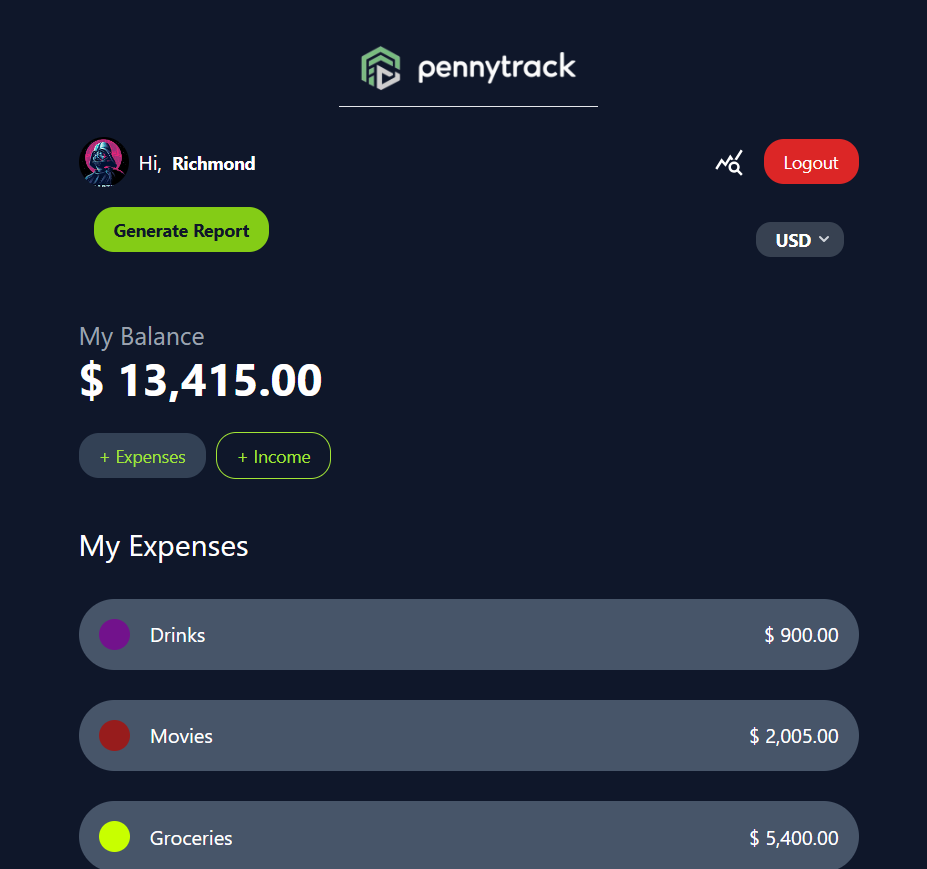 pennytrack
Hi, Richmond
Logout
Generate Report
USD
My Balance
$ 13,415.00
+ Expenses
+ Income
My Expenses
Drinks
$ 900.00
Movies
$ 2,005.00
Groceries
$ 5,400.00